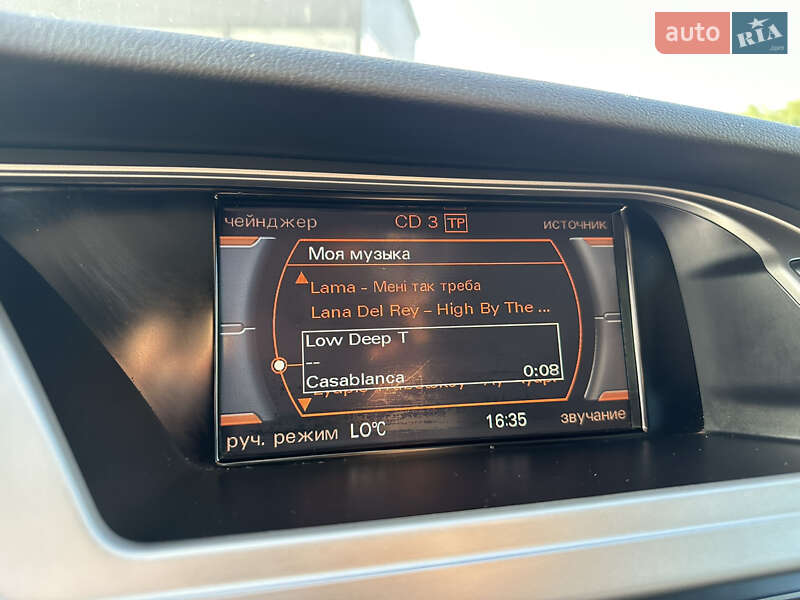 auto RIA
чейнджер CD 3 TP источник
Моя музыка
Lama - Мені так треба
Lana Del Rey - High By The ...
Low Deep T
--
Casablanca 0:08
руч. режим LO°C 16:35 звучание